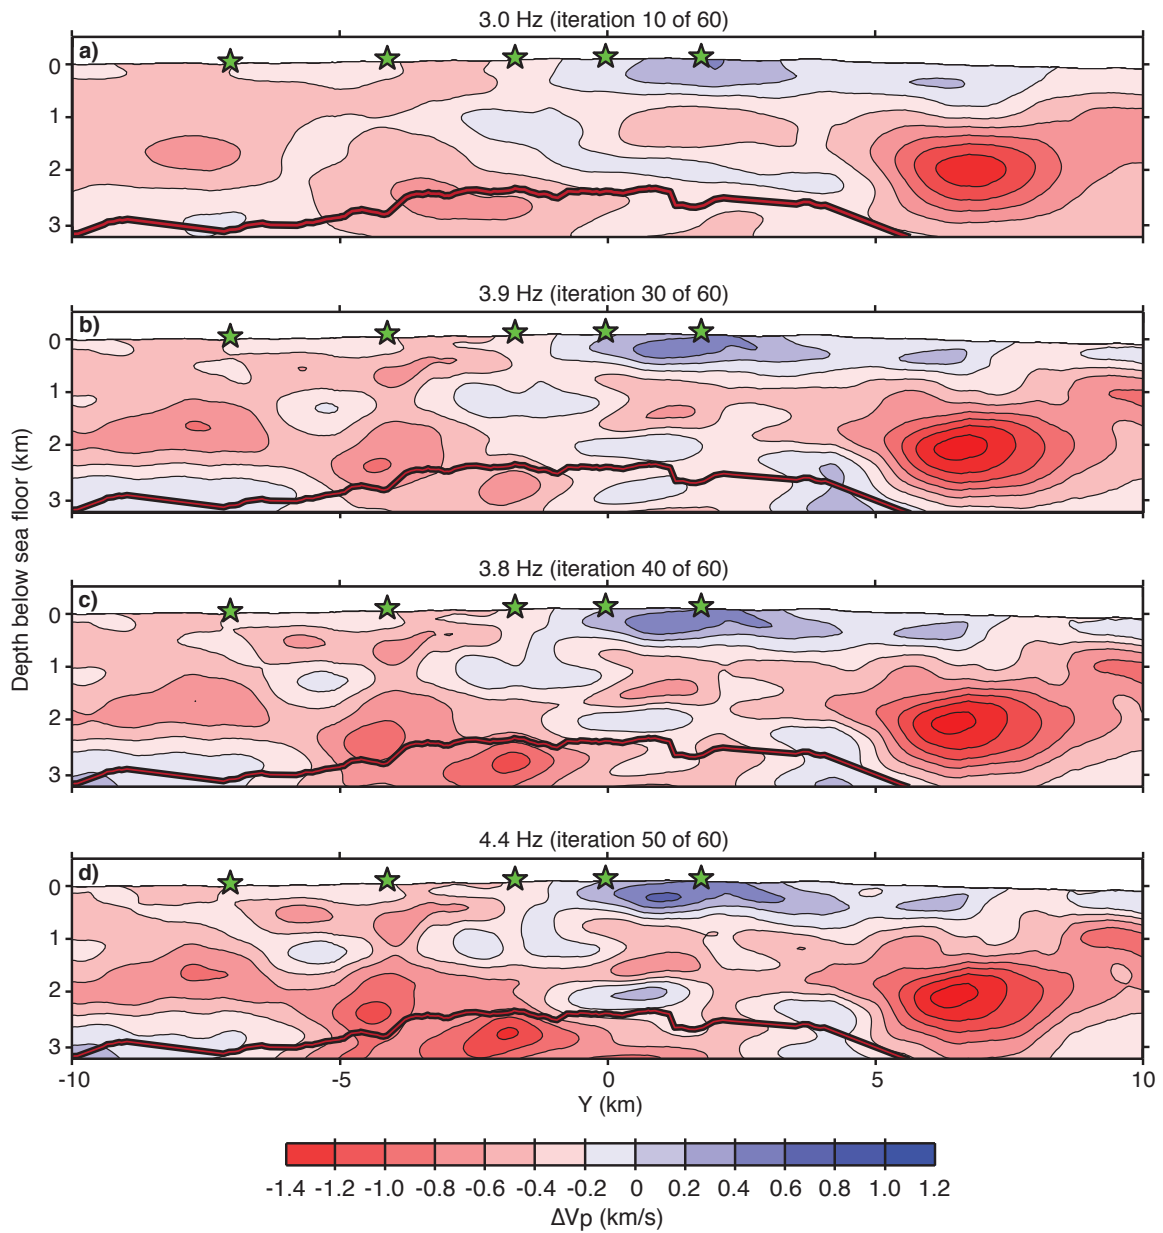 3.0 Hz (iteration 10 of 60)
a)
0
1
2
3
3.9 Hz (iteration 30 of 60)
b)
0
1
2
3
3.8 Hz (iteration 40 of 60)
c)
0
1
2
3
4.4 Hz (iteration 50 of 60)
d)
0
1
2
3
Depth below sea floor (km)
-10 -5 0 5 10
Y (km)
-1.4 -1.2 -1.0 -0.8 -0.6 -0.4 -0.2 0 0.2 0.4 0.6 0.8 1.0 1.2
ΔVp (km/s)